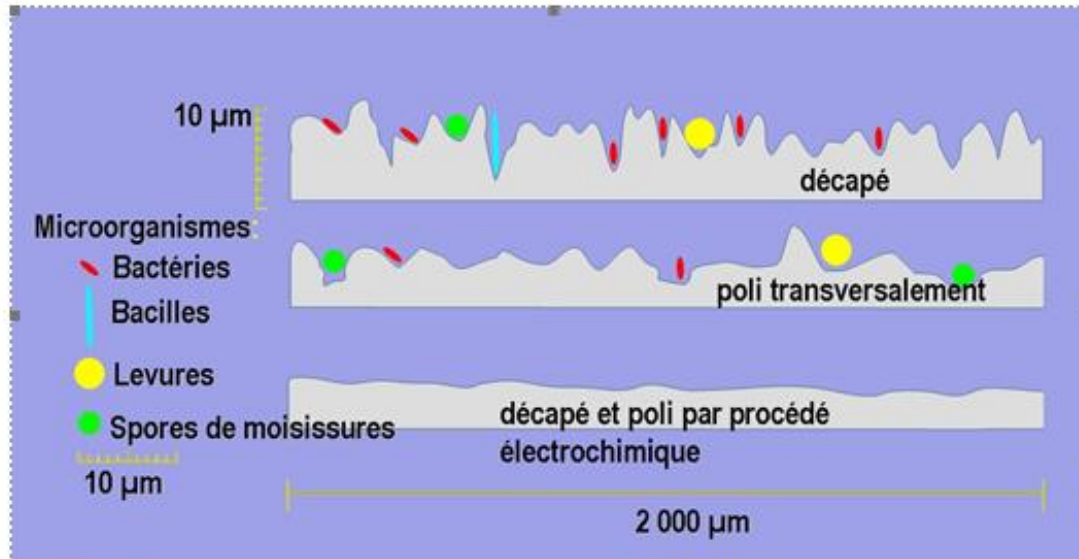 10 µm
décapé
Microorganismes :
Bactéries
Bacilles
poli transversalement
Levures
Spores de moisissures
décapé et poli par procédé
électrochimique
10 µm
2 000 µm